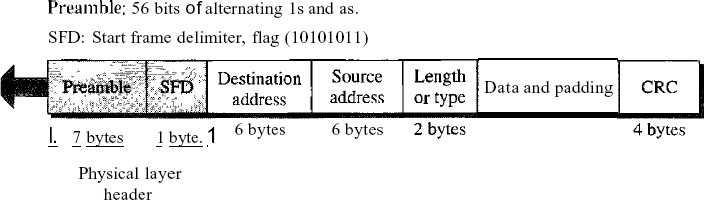 Preamble: 56 bits of alternating 1s and as.
SFD: Start frame delimiter, flag (10101011)
Preamble SFD Destination address Source address Length or type Data and padding CRC
l. 7 bytes 1 byte. 1 6 bytes 6 bytes 2 bytes 4 bytes
Physical layer
header